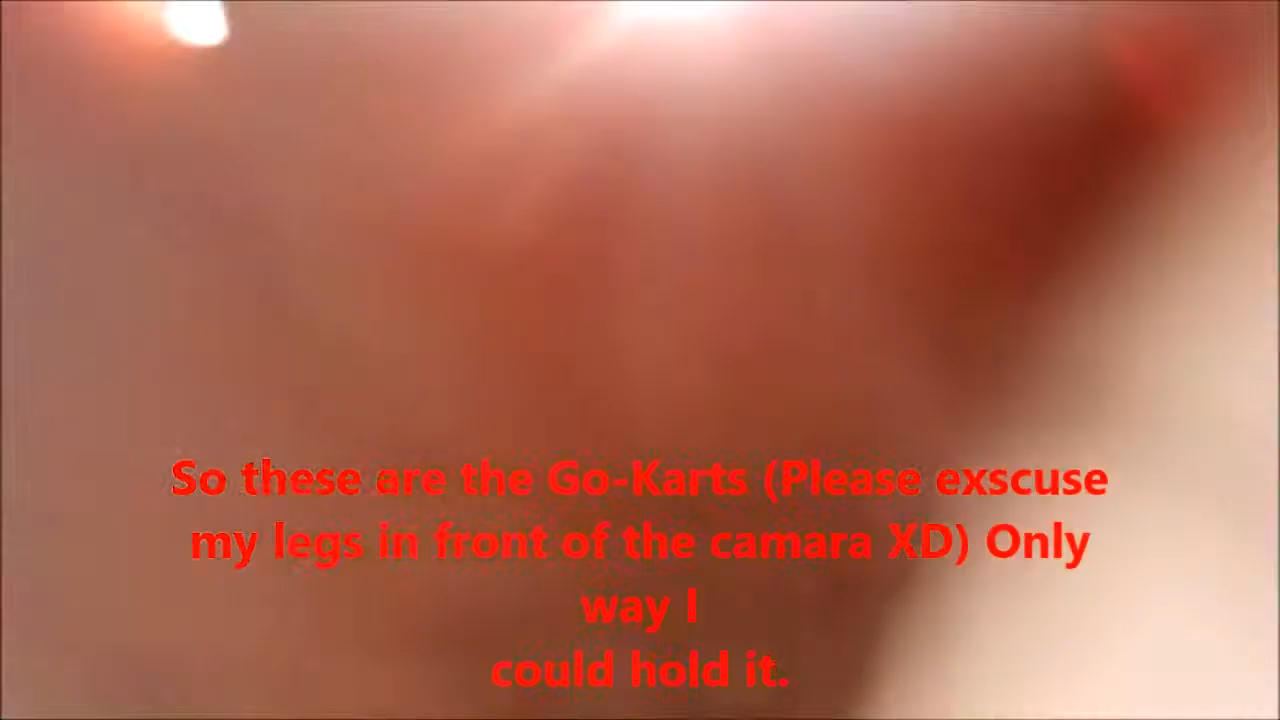 So these are the Go-Karts (Please exscuse
my legs in front of the camara XD) Only
way I
could hold it.